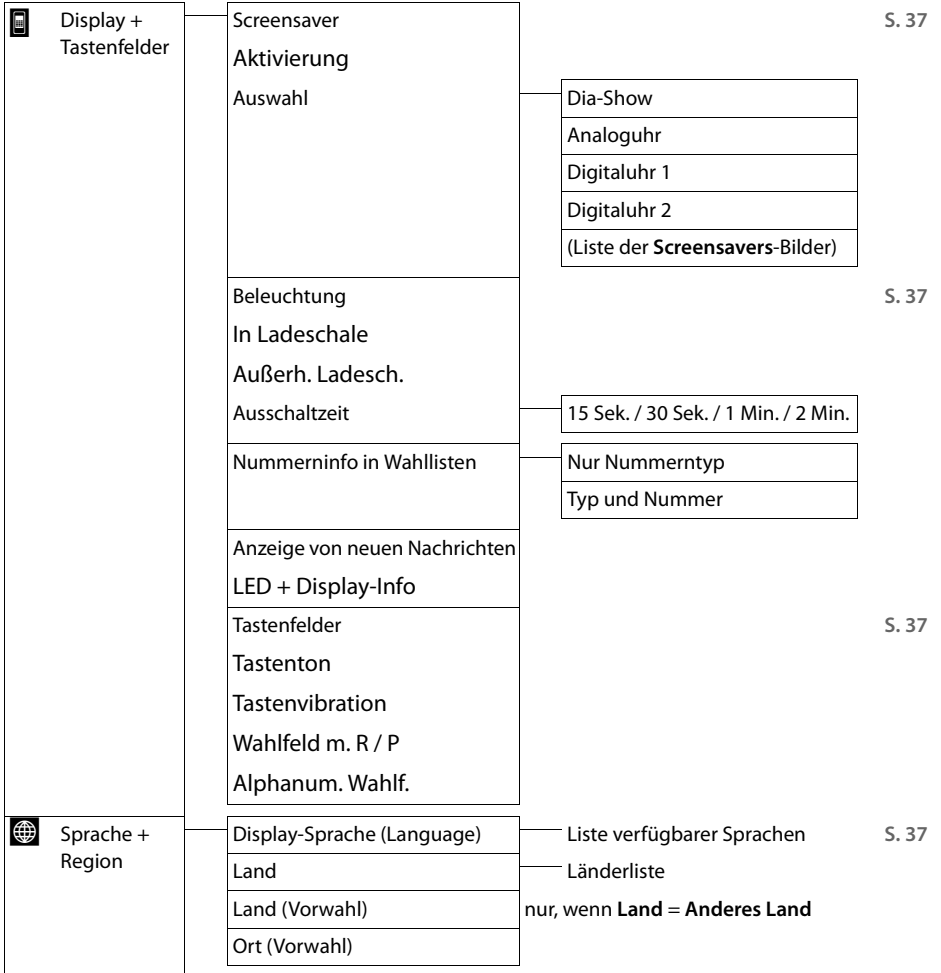 Display + Tastenfelder
Screensaver
S. 37
Aktivierung
Auswahl
Dia-Show
Analoguhr
Digitaluhr 1
Digitaluhr 2
(Liste der Screensavers-Bilder)
Beleuchtung
S. 37
In Ladeschale
Außerh. Ladesch.
Ausschaltzeit
15 Sek. / 30 Sek. / 1 Min. / 2 Min.
Nummerninfo in Wahllisten
Nur Nummerntyp
Typ und Nummer
Anzeige von neuen Nachrichten
LED + Display-Info
Tastenfelder
S. 37
Tastenton
Tastenvibration
Wahlfeld m. R / P
Alphanum. Wahlf.
Sprache +
Region
Display-Sprache (Language)
Liste verfügbarer Sprachen
S. 37
Land
Länderliste
Land (Vorwahl)
nur, wenn Land = Anderes Land
Ort (Vorwahl)